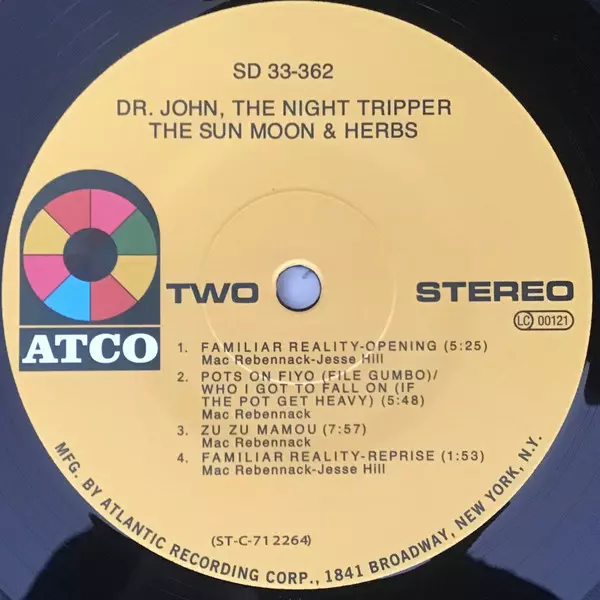 SD 33-362
DR. JOHN, THE NIGHT TRIPPER
THE SUN MOON & HERBS
ATCO
TWO
STEREO
LC 00121
1. FAMILIAR REALITY-OPENING (5:25)
Mac Rebennack-Jesse Hill
2. POTS ON FIYO (FILE GUMBO)/
WHO I GOT TO FALL ON (IF
THE POT GET HEAVY) (5:48)
Mac Rebennack
3. ZU ZU MAMOU (7:57)
Mac Rebennack
4. FAMILIAR REALITY-REPRISE (1:53)
Mac Rebennack-Jesse Hill
(ST-C-712264)
MFG. BY ATLANTIC RECORDING CORP., 1841 BROADWAY, NEW YORK, N.Y.